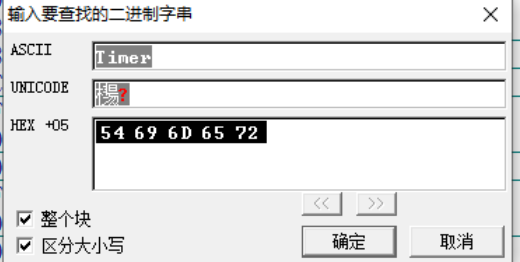 输入要查找的二进制字串
ASCII
Timer
UNICODE
楊?
HEX +05
54 69 6D 65 72
<< >>
整个块
区分大小写
确定 取消